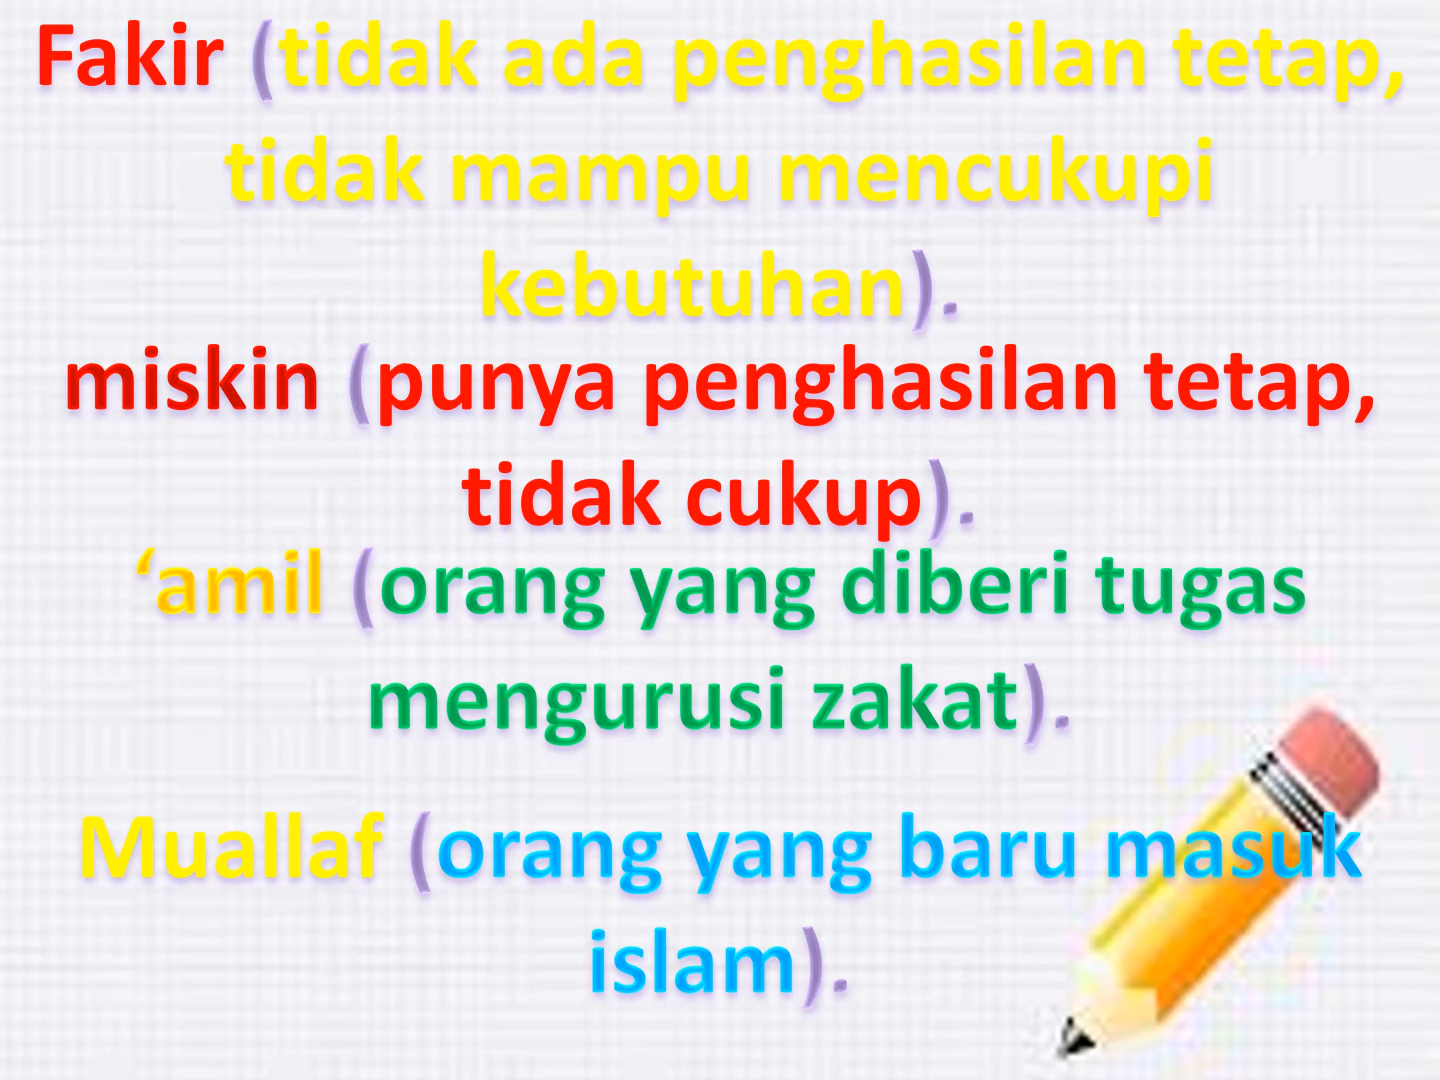 Fakir (tidak ada penghasilan tetap,
tidak mampu mencukupi
kebutuhan).
miskin (punya penghasilan tetap,
tidak cukup).
‘amil (orang yang diberi tugas
mengurusi zakat).
Muallaf (orang yang baru masuk
islam).